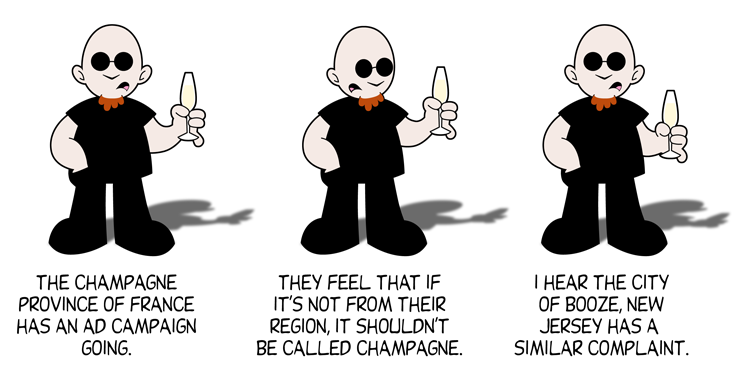 THE CHAMPAGNE
PROVINCE OF FRANCE
HAS AN AD CAMPAIGN
GOING.
THEY FEEL THAT IF
IT'S NOT FROM THEIR
REGION, IT SHOULDN'T
BE CALLED CHAMPAGNE.
I HEAR THE CITY
OF BOOZE, NEW
JERSEY HAS A
SIMILAR COMPLAINT.